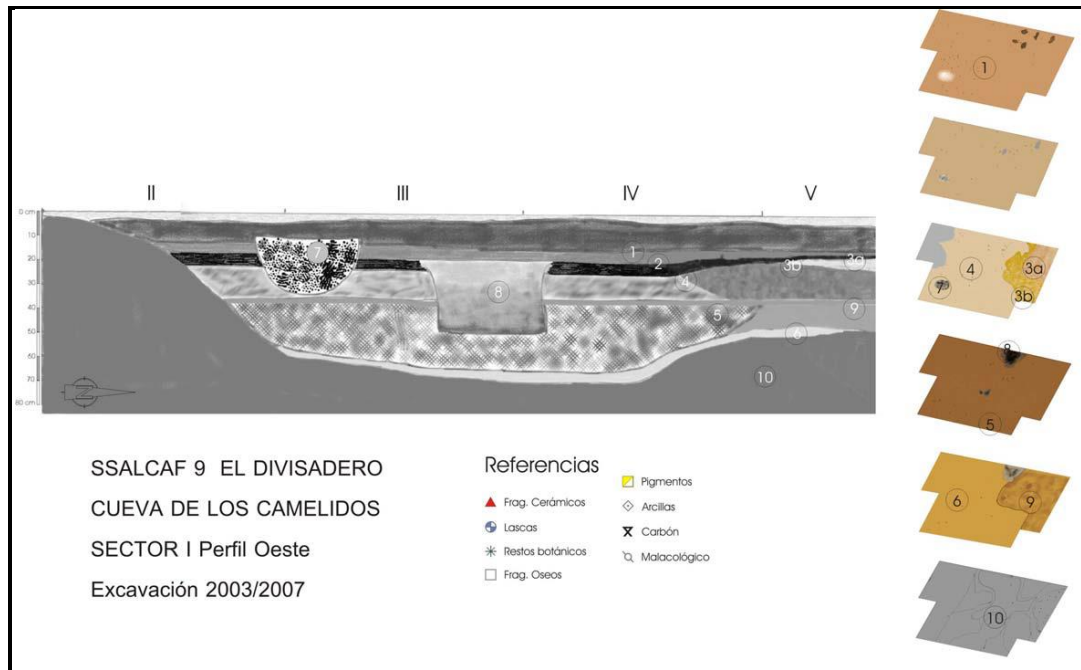 II III IV V
0 cm
10
20
30
40
50
60
70
80 cm
7
8
1
2
3b
3a
4
5
9
6
10
SSALCAF 9 EL DIVISADERO
CUEVA DE LOS CAMELIDOS
SECTOR I Perfil Oeste
Excavación 2003/2007
Referencias
Frag. Cerámicos
Lascas
Restos botánicos
Frag. Oseos
Pigmentos
Arcillas
Carbón
Malacológico
1
4
3a
7
3b
8
5
6
9
10